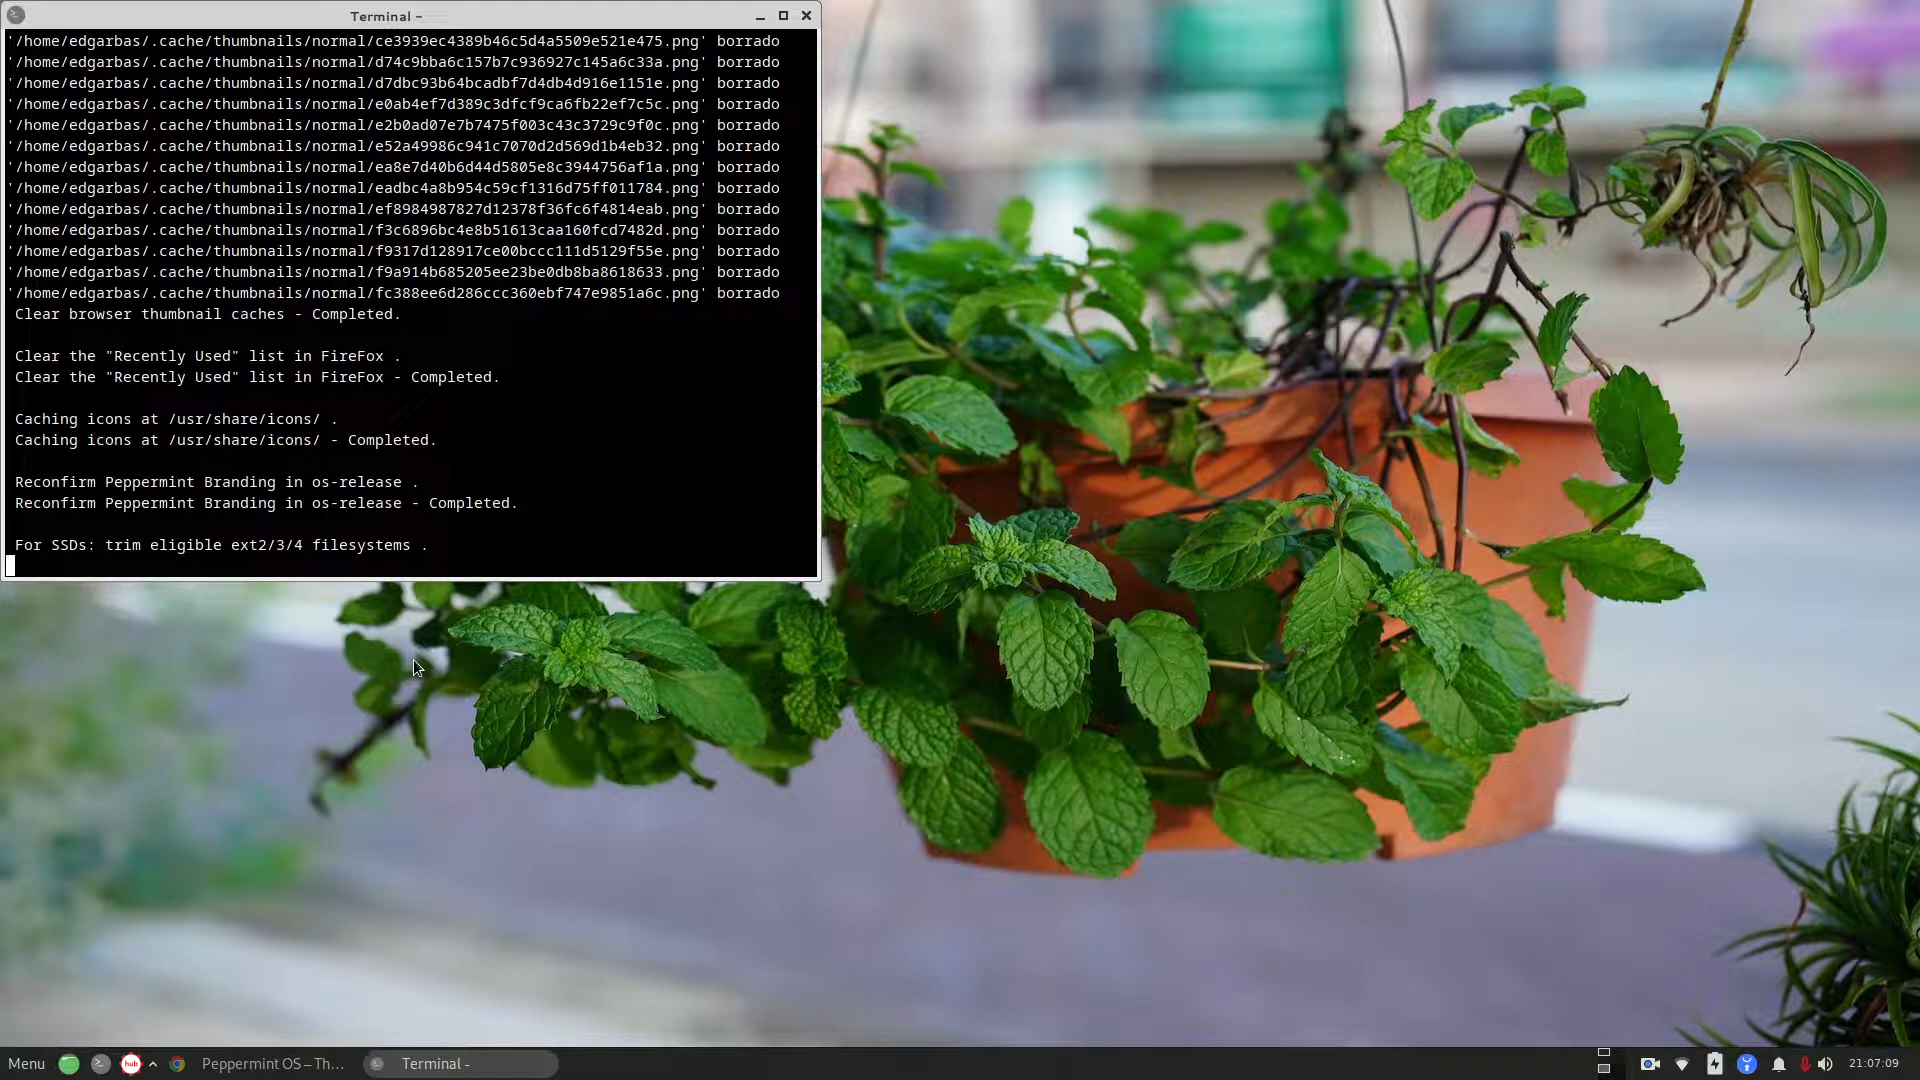 Terminal –
'/home/edgarbas/.cache/thumbnails/normal/ce3939ec4389b46c5d4a5509e521e475.png' borrado
'/home/edgarbas/.cache/thumbnails/normal/d74c9bba6c157b7c936927c145a6c33a.png' borrado
'/home/edgarbas/.cache/thumbnails/normal/d7dbc93b64bcadbf7d4db4d916e1151e.png' borrado
'/home/edgarbas/.cache/thumbnails/normal/e0ab4ef7d389c3dfcf9ca6fb22ef7c5c.png' borrado
'/home/edgarbas/.cache/thumbnails/normal/e2b0ad07e7b7475f003c43c3729c9f0c.png' borrado
'/home/edgarbas/.cache/thumbnails/normal/e52a49986c941c7070d2d569d1b4eb32.png' borrado
'/home/edgarbas/.cache/thumbnails/normal/ea8e7d40b6d44d5805e8c3944756af1a.png' borrado
'/home/edgarbas/.cache/thumbnails/normal/eadbc4a8b954c59cf1316d75ff011784.png' borrado
'/home/edgarbas/.cache/thumbnails/normal/ef8984987827d12378f36fc6f4814eab.png' borrado
'/home/edgarbas/.cache/thumbnails/normal/f3c6896bc4e8b51613caa160fcd7482d.png' borrado
'/home/edgarbas/.cache/thumbnails/normal/f9317d128917ce00bccc111d5129f55e.png' borrado
'/home/edgarbas/.cache/thumbnails/normal/f9a914b685205ee23be0db8ba8618633.png' borrado
'/home/edgarbas/.cache/thumbnails/normal/fc388ee6d286ccc360ebf747e9851a6c.png' borrado
Clear browser thumbnail caches - Completed.
Clear the "Recently Used" list in FireFox .
Clear the "Recently Used" list in FireFox - Completed.
Caching icons at /usr/share/icons/ .
Caching icons at /usr/share/icons/ - Completed.
Reconfirm Peppermint Branding in os-release .
Reconfirm Peppermint Branding in os-release - Completed.
For SSDs: trim eligible ext2/3/4 filesystems .
Menu hub Peppermint OS – Th... Terminal – 21:07:09